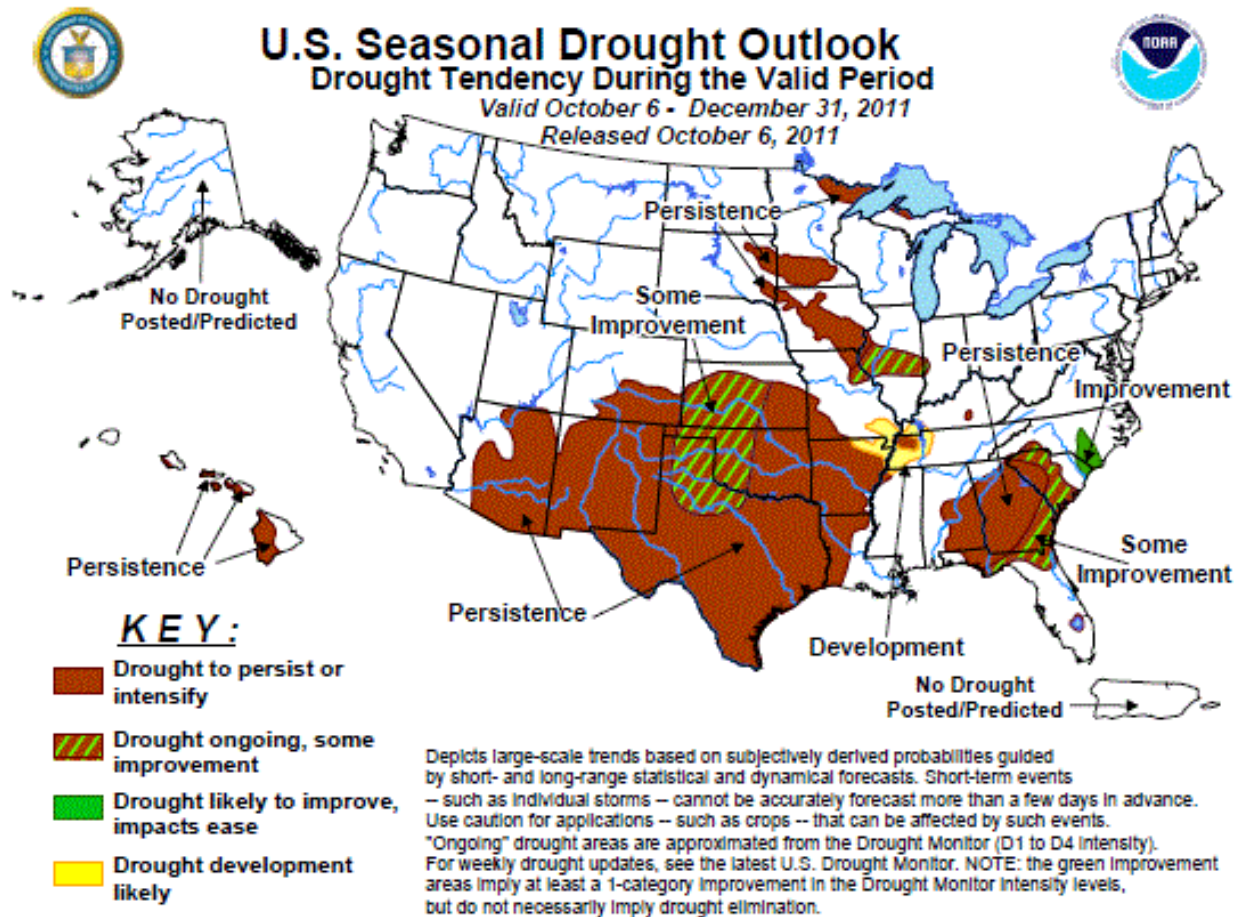 NOAA
U.S. Seasonal Drought Outlook
Drought Tendency During the Valid Period
Valid October 6 - December 31, 2011
Released October 6, 2011
No Drought
Posted/Predicted
Persistence
Some
Improvement
Persistence
Improvement
Persistence
Persistence
Some
Improvement
Development
No Drought
Posted/Predicted
K E Y :
Drought to persist or
intensify
Drought ongoing, some
improvement
Drought likely to improve,
impacts ease
Drought development
likely
Depicts large-scale trends based on subjectively derived probabilities guided
by short- and long-range statistical and dynamical forecasts. Short-term events
-- such as individual storms -- cannot be accurately forecast more than a few days in advance.
Use caution for applications -- such as crops -- that can be affected by such events.
"Ongoing" drought areas are approximated from the Drought Monitor (D1 to D4 intensity).
For weekly drought updates, see the latest U.S. Drought Monitor. NOTE: the green improvement
areas imply at least a 1-category improvement in the Drought Monitor intensity levels,
but do not necessarily imply drought elimination.